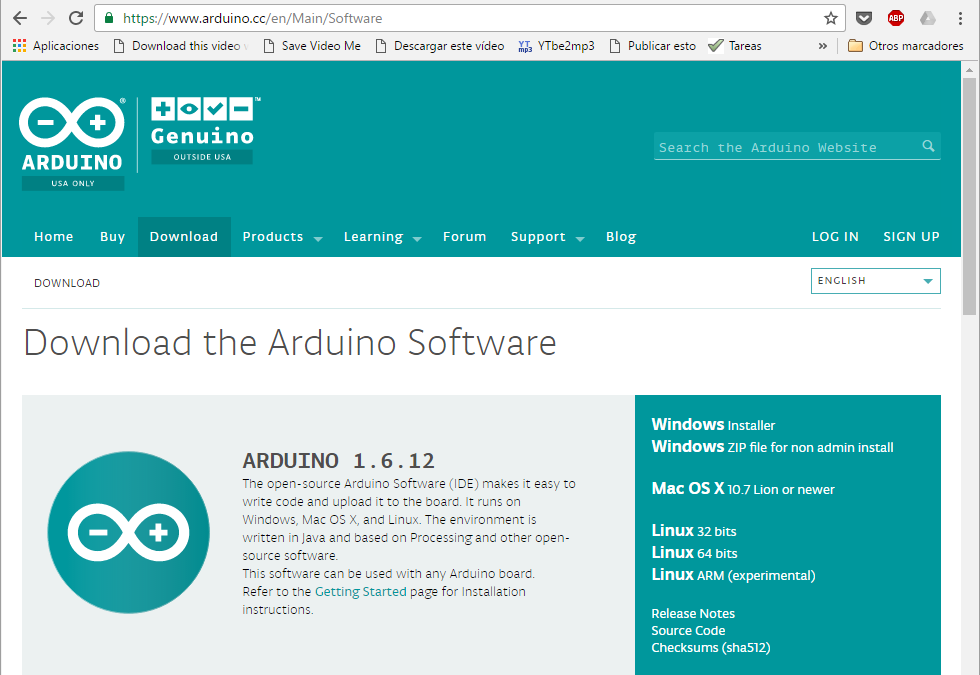 https://www.arduino.cc/en/Main/Software
ABP
Aplicaciones
Download this video
Save Video Me
Descargar este vídeo
YT mp3 YTbe2mp3
Publicar esto
Tareas
»
Otros marcadores
ARDUINO
®
USA ONLY
Genuino
™
OUTSIDE USA
Search the Arduino Website
Home
Buy
Download
Products
Learning
Forum
Support
Blog
LOG IN
SIGN UP
DOWNLOAD
ENGLISH
Download the Arduino Software
ARDUINO 1.6.12
The open-source Arduino Software (IDE) makes it easy to
write code and upload it to the board. It runs on
Windows, Mac OS X, and Linux. The environment is
written in Java and based on Processing and other open-
source software.
This software can be used with any Arduino board.
Refer to the Getting Started page for Installation
instructions.
Windows Installer
Windows ZIP file for non admin install
Mac OS X 10.7 Lion or newer
Linux 32 bits
Linux 64 bits
Linux ARM (experimental)
Release Notes
Source Code
Checksums (sha512)